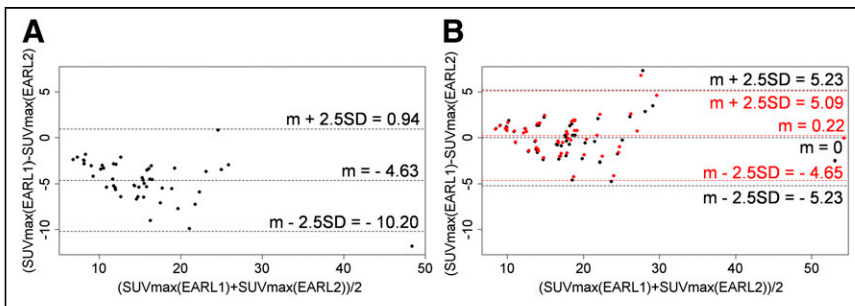 A
(SUVmax(EARL1)-SUVmax(EARL2)
5
0
-5
-10
m + 2.5SD = 0.94
m = - 4.63
m - 2.5SD = - 10.20
10
20
30
40
50
(SUVmax(EARL1)+SUVmax(EARL2))/2
B
(SUVmax(EARL1)-SUVmax(EARL2)
5
0
-5
-10
m + 2.5SD = 5.23
m + 2.5SD = 5.09
m = 0.22
m = 0
m - 2.5SD = - 4.65
m - 2.5SD = - 5.23
10
20
30
40
50
(SUVmax(EARL1)+SUVmax(EARL2))/2